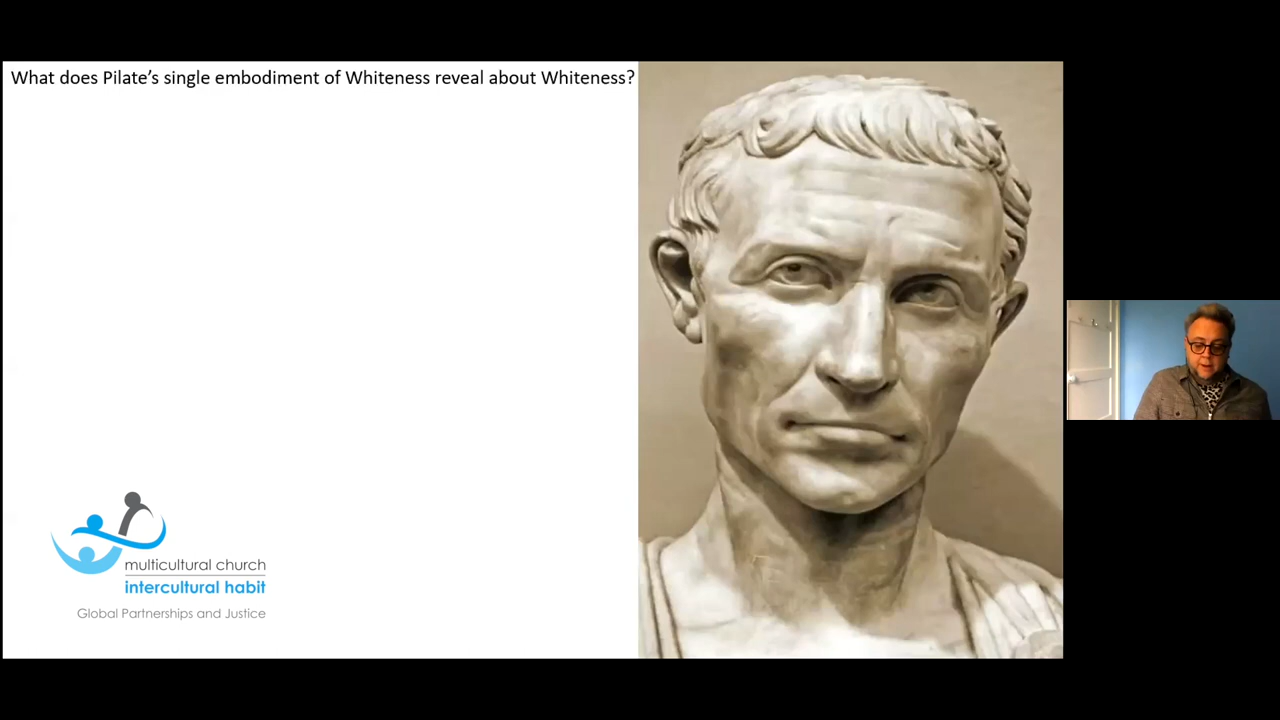 What does Pilate's single embodiment of Whiteness reveal about Whiteness?
multicultural church
intercultural habit
Global Partnerships and Justice